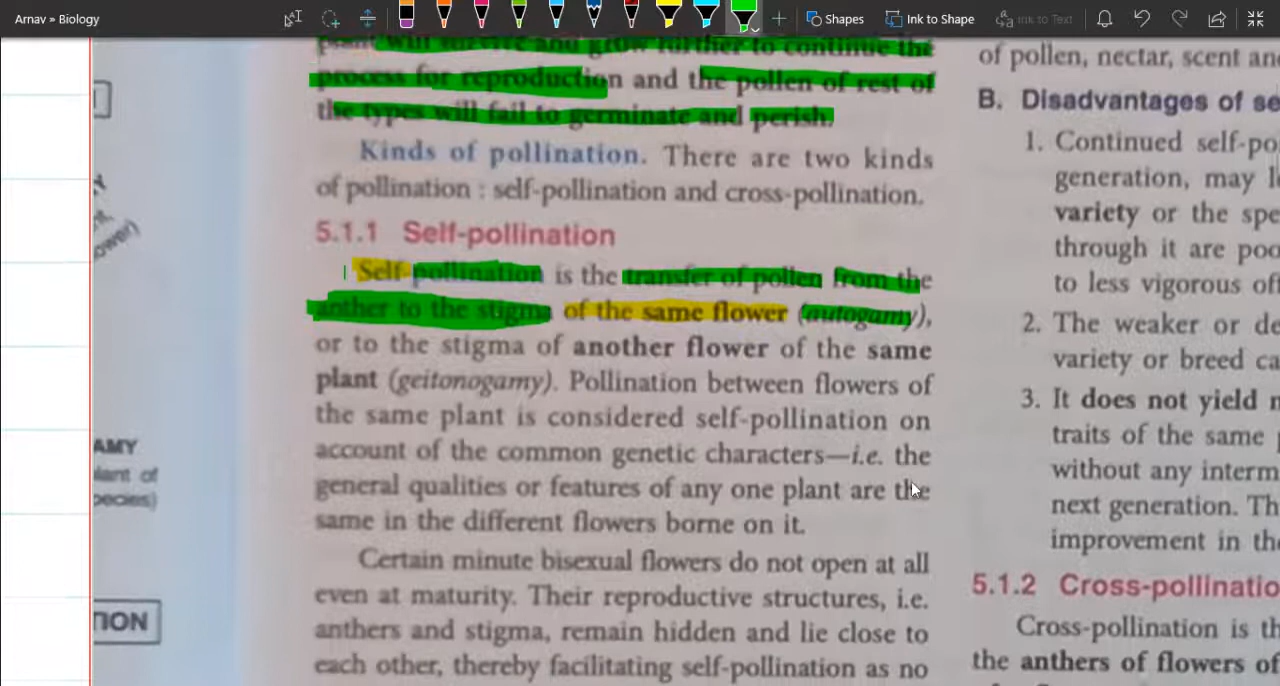 Arnav » Biology
Shapes
Ink to Shape
Ink to Text
plant will survive and grow further to continue the
process for reproduction and the pollen of rest of
the types will fail to germinate and perish.
Kinds of pollination. There are two kinds
of pollination : self-pollination and cross-pollination.
5.1.1 Self-pollination
Self-pollination is the transfer of pollen from the
anther to the stigma of the same flower (autogamy),
or to the stigma of another flower of the same
plant (geitonogamy). Pollination between flowers of
the same plant is considered self-pollination on
account of the common genetic characters—i.e. the
general qualities or features of any one plant are the
same in the different flowers borne on it.
Certain minute bisexual flowers do not open at all
even at maturity. Their reproductive structures, i.e.
anthers and stigma, remain hidden and lie close to
each other, thereby facilitating self-pollination as no
of pollen, nectar, scent an
B. Disadvantages of se
1. Continued self-po
generation, may l
variety or the spe
through it are poo
to less vigorous of
2. The weaker or de
variety or breed ca
3. It does not yield n
traits of the same
without any interm
next generation. Th
improvement in the
5.1.2 Cross-pollinatio
Cross-pollination is th
the anthers of flowers of
ower)
AMY
lant of
pecies)
TION